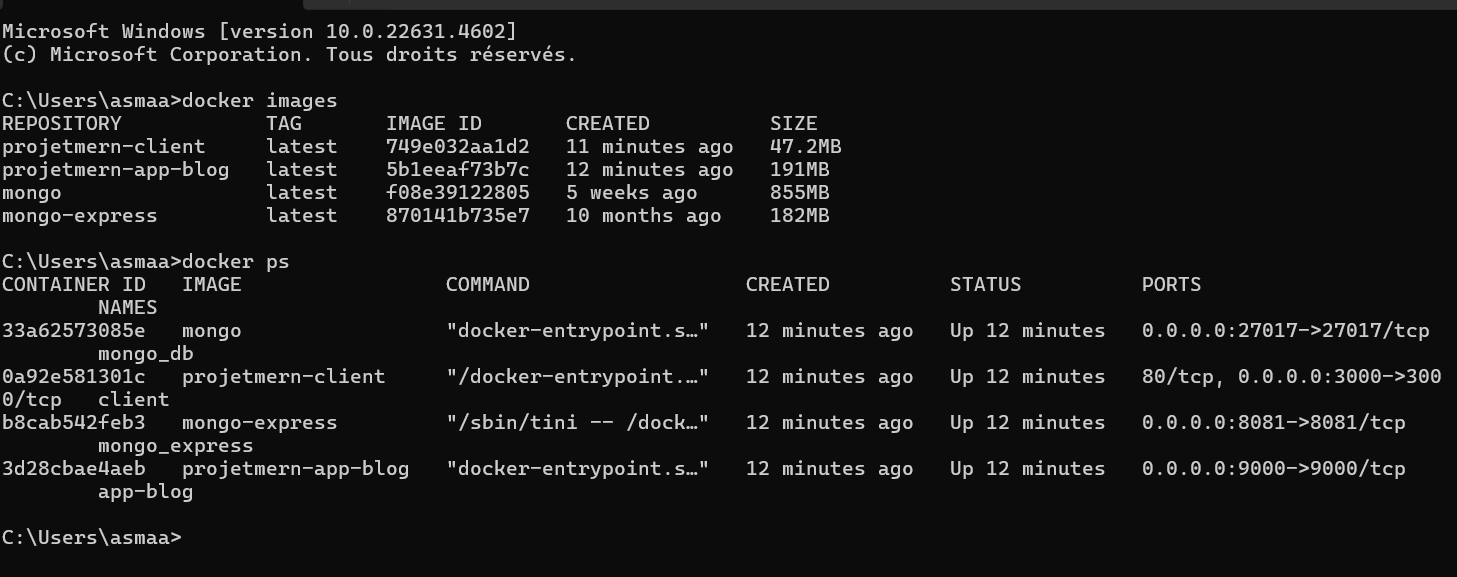 Microsoft Windows [version 10.0.22631.4602]
(c) Microsoft Corporation. Tous droits réservés.
C:\Users\asmaa>docker images
REPOSITORY            TAG       IMAGE ID       CREATED          SIZE
projetmern-client     latest    749e032aa1d2   11 minutes ago   47.2MB
projetmern-app-blog   latest    5b1eeaf73b7c   12 minutes ago   191MB
mongo                 latest    f08e39122805   5 weeks ago      855MB
mongo-express         latest    870141b735e7   10 months ago    182MB
C:\Users\asmaa>docker ps
CONTAINER ID   IMAGE                 COMMAND                  CREATED          STATUS          PORTS
        NAMES
33a62573085e   mongo                 "docker-entrypoint.s…"   12 minutes ago   Up 12 minutes   0.0.0.0:27017->27017/tcp
        mongo_db
0a92e581301c   projetmern-client     "/docker-entrypoint.…"   12 minutes ago   Up 12 minutes   80/tcp, 0.0.0.0:3000->300
0/tcp   client
b8cab542feb3   mongo-express         "/sbin/tini -- /dock…"   12 minutes ago   Up 12 minutes   0.0.0.0:8081->8081/tcp
        mongo_express
3d28cbae4aeb   projetmern-app-blog   "docker-entrypoint.s…"   12 minutes ago   Up 12 minutes   0.0.0.0:9000->9000/tcp
        app-blog
C:\Users\asmaa>